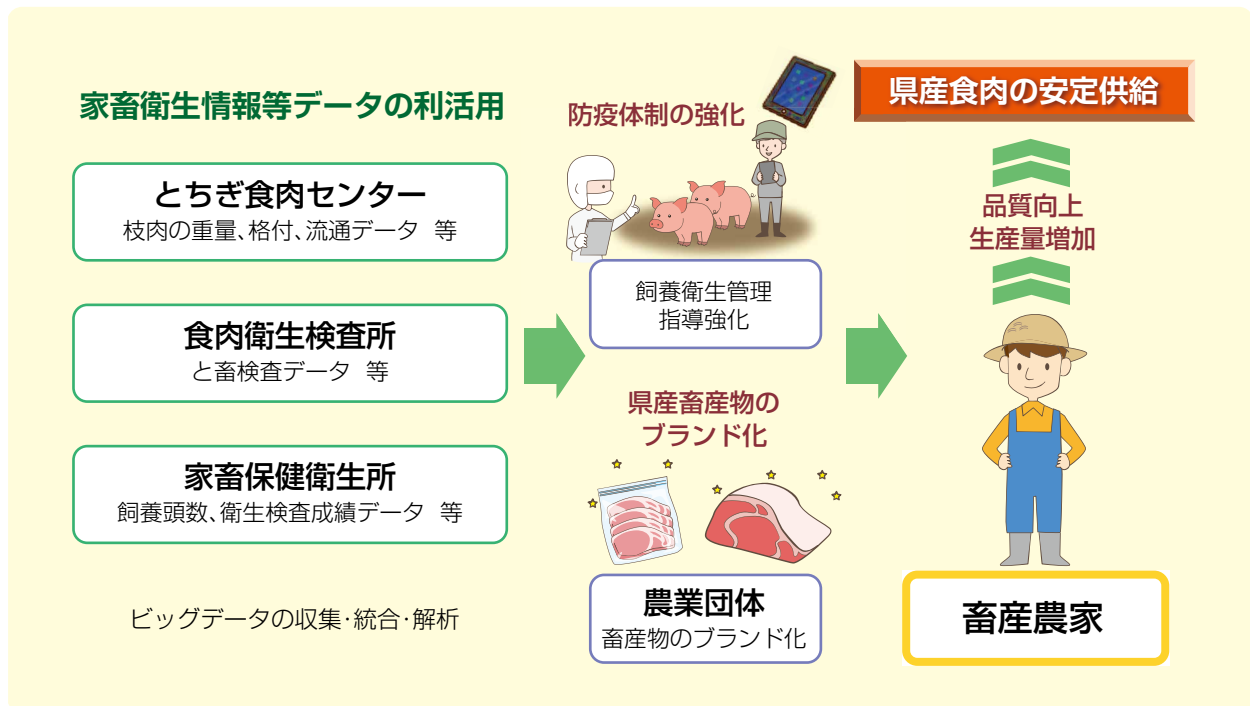 家畜衛生情報等データの利活用
とちぎ食肉センター
枝肉の重量、格付、流通データ 等
食肉衛生検査所
と畜検査データ 等
家畜保健衛生所
飼養頭数、衛生検査成績データ 等
ビッグデータの収集・統合・解析
防疫体制の強化
飼養衛生管理
指導強化
県産畜産物の
ブランド化
農業団体
畜産物のブランド化
県産食肉の安定供給
品質向上
生産量増加
畜産農家